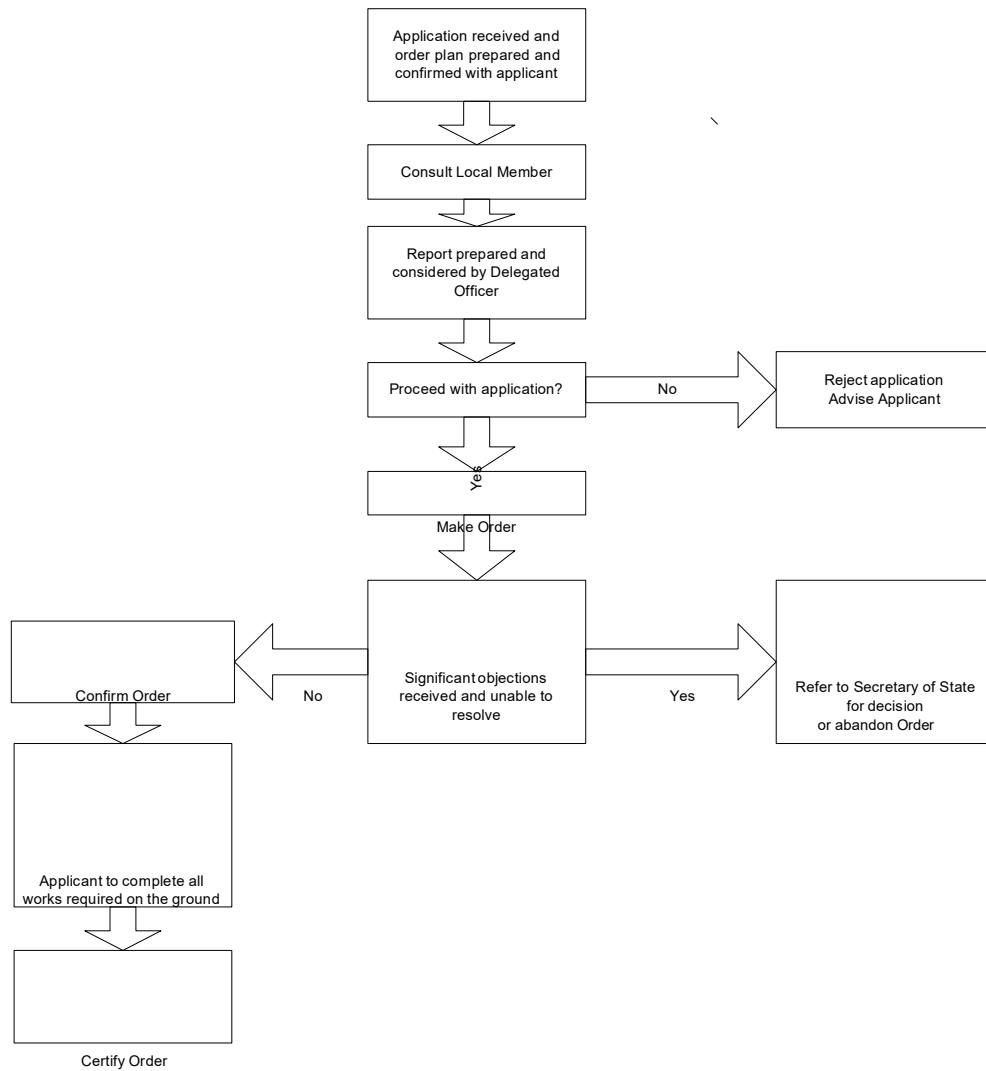 Application received and
order plan prepared and
confirmed with applicant
Consult Local Member
Report prepared and
considered by Delegated
Officer
Proceed with application?
No
Reject application
Advise Applicant
Yes
Make Order
Significant objections
received and unable to
resolve
No
Confirm Order
Yes
Refer to Secretary of State
for decision
or abandon Order
Applicant to complete all
works required on the ground
Certify Order